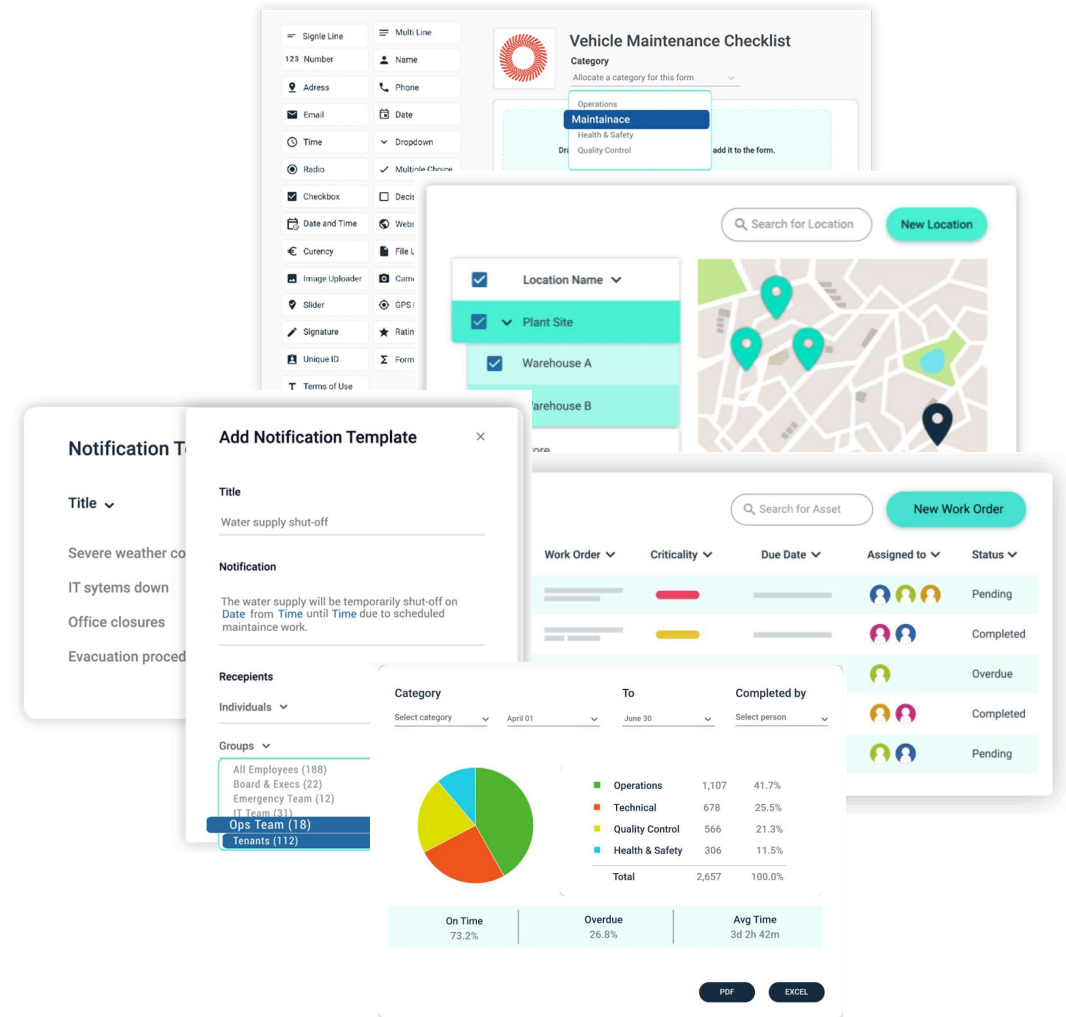 Signle Line
Multi Line
123 Number
Name
Adress
Phone
Email
Date
Time
Dropdown
Radio
Multiple Choice
Checkbox
Date and Time
Curency
Image Uploader
Slider
GPS
Signature
Unique ID
T Terms of Use
Vehicle Maintenance Checklist
Category
Allocate a category for this form
Operations
Maintainace
Health & Safety
Quality Control
add it to the form.
Search for Location
New Location
Location Name
Plant Site
Warehouse A
Warehouse B
Notification
Title
Severe weather
IT sytems down
Office closures
Evacuation
Add Notification Template
Title
Water supply shut-off
Notification
The water supply will be temporarily shut-off on
Date from Time until Time due to scheduled
maintaince work.
Recepients
Individuals
Groups
All Employees (188)
Board & Execs (22)
Emergency Team (12)
IT Team (31)
Ops Team (18)
Tenants (112)
Search for Asset
New Work Order
Work Order Criticality Due Date Assigned to Status
Pending
Completed
Overdue
Completed
Pending
Category To Completed by
Select category April 01 June 30 Select person
Operations 1,107 41.7%
Technical 678 25.5%
Quality Control 566 21.3%
Health & Safety 306 11.5%
Total 2,657 100.0%
On Time Overdue Avg Time
73.2% 26.8% 3d 2h 42m
PDF EXCEL